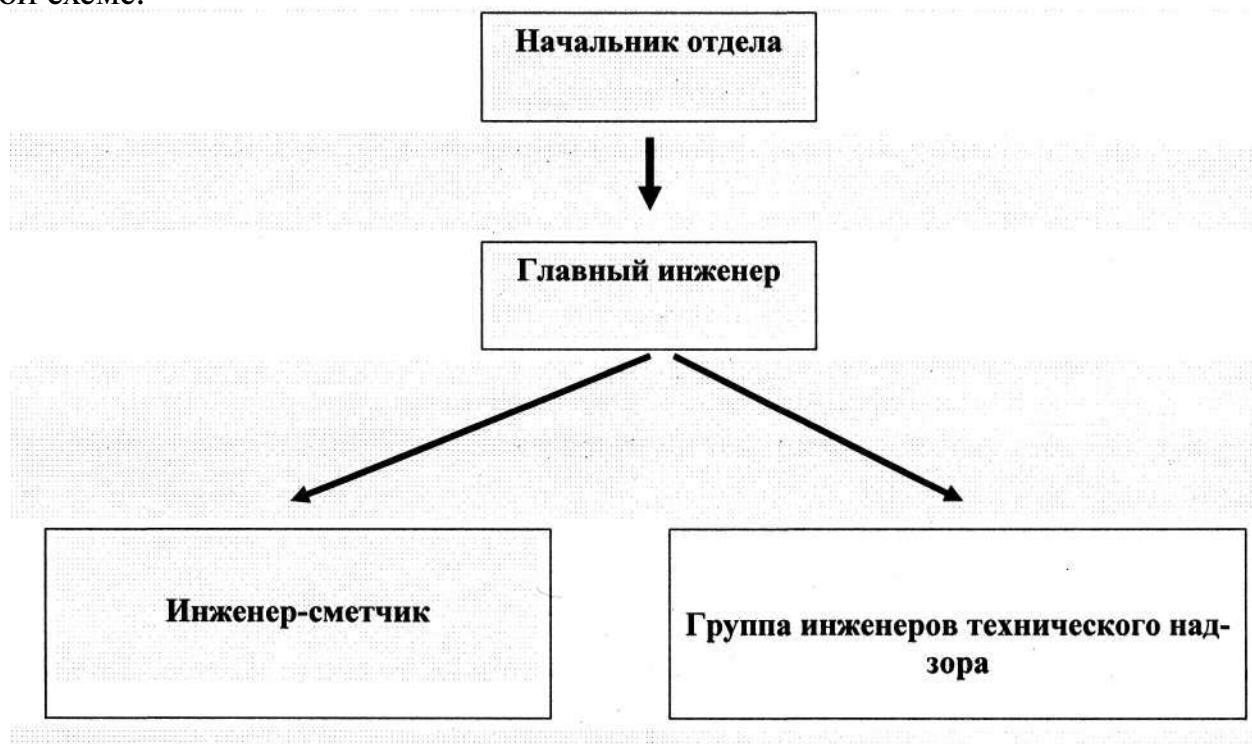 ой схеме.
Начальник отдела
Главный инженер
Инженер-сметчик
Группа инженеров технического над-
зора